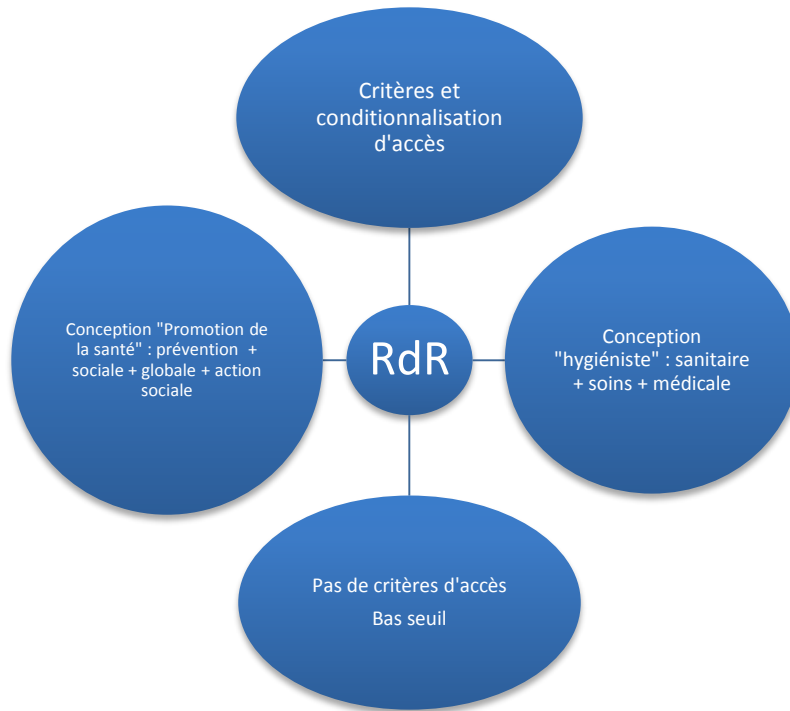 Critères et
conditionnalisation
d'accès
Conception "Promotion de
la santé" : prévention +
sociale + globale + action
sociale
RdR
Conception
"hygiéniste" : sanitaire
+ soins + médicale
Pas de critères d'accès
Bas seuil